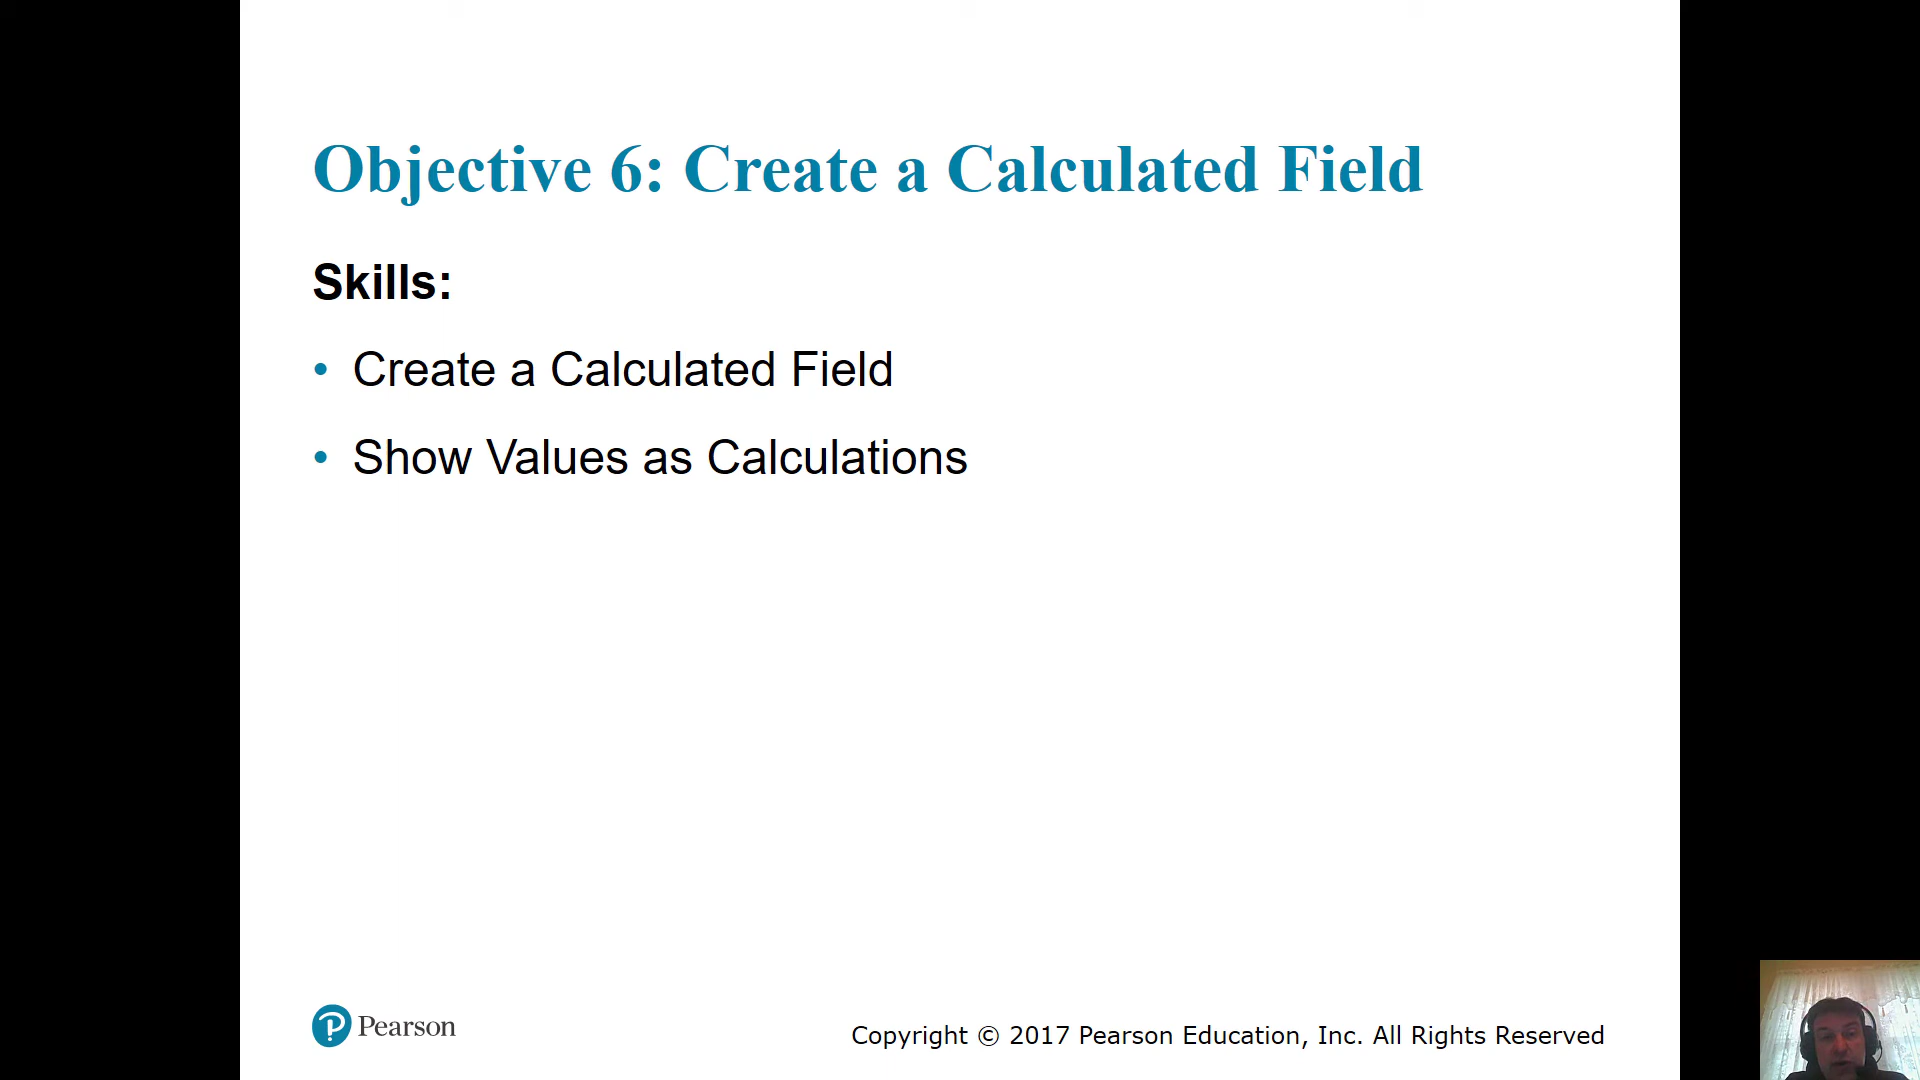 Objective 6: Create a Calculated Field
Skills:
• Create a Calculated Field
• Show Values as Calculations
Pearson
Copyright © 2017 Pearson Education, Inc. All Rights Reserved